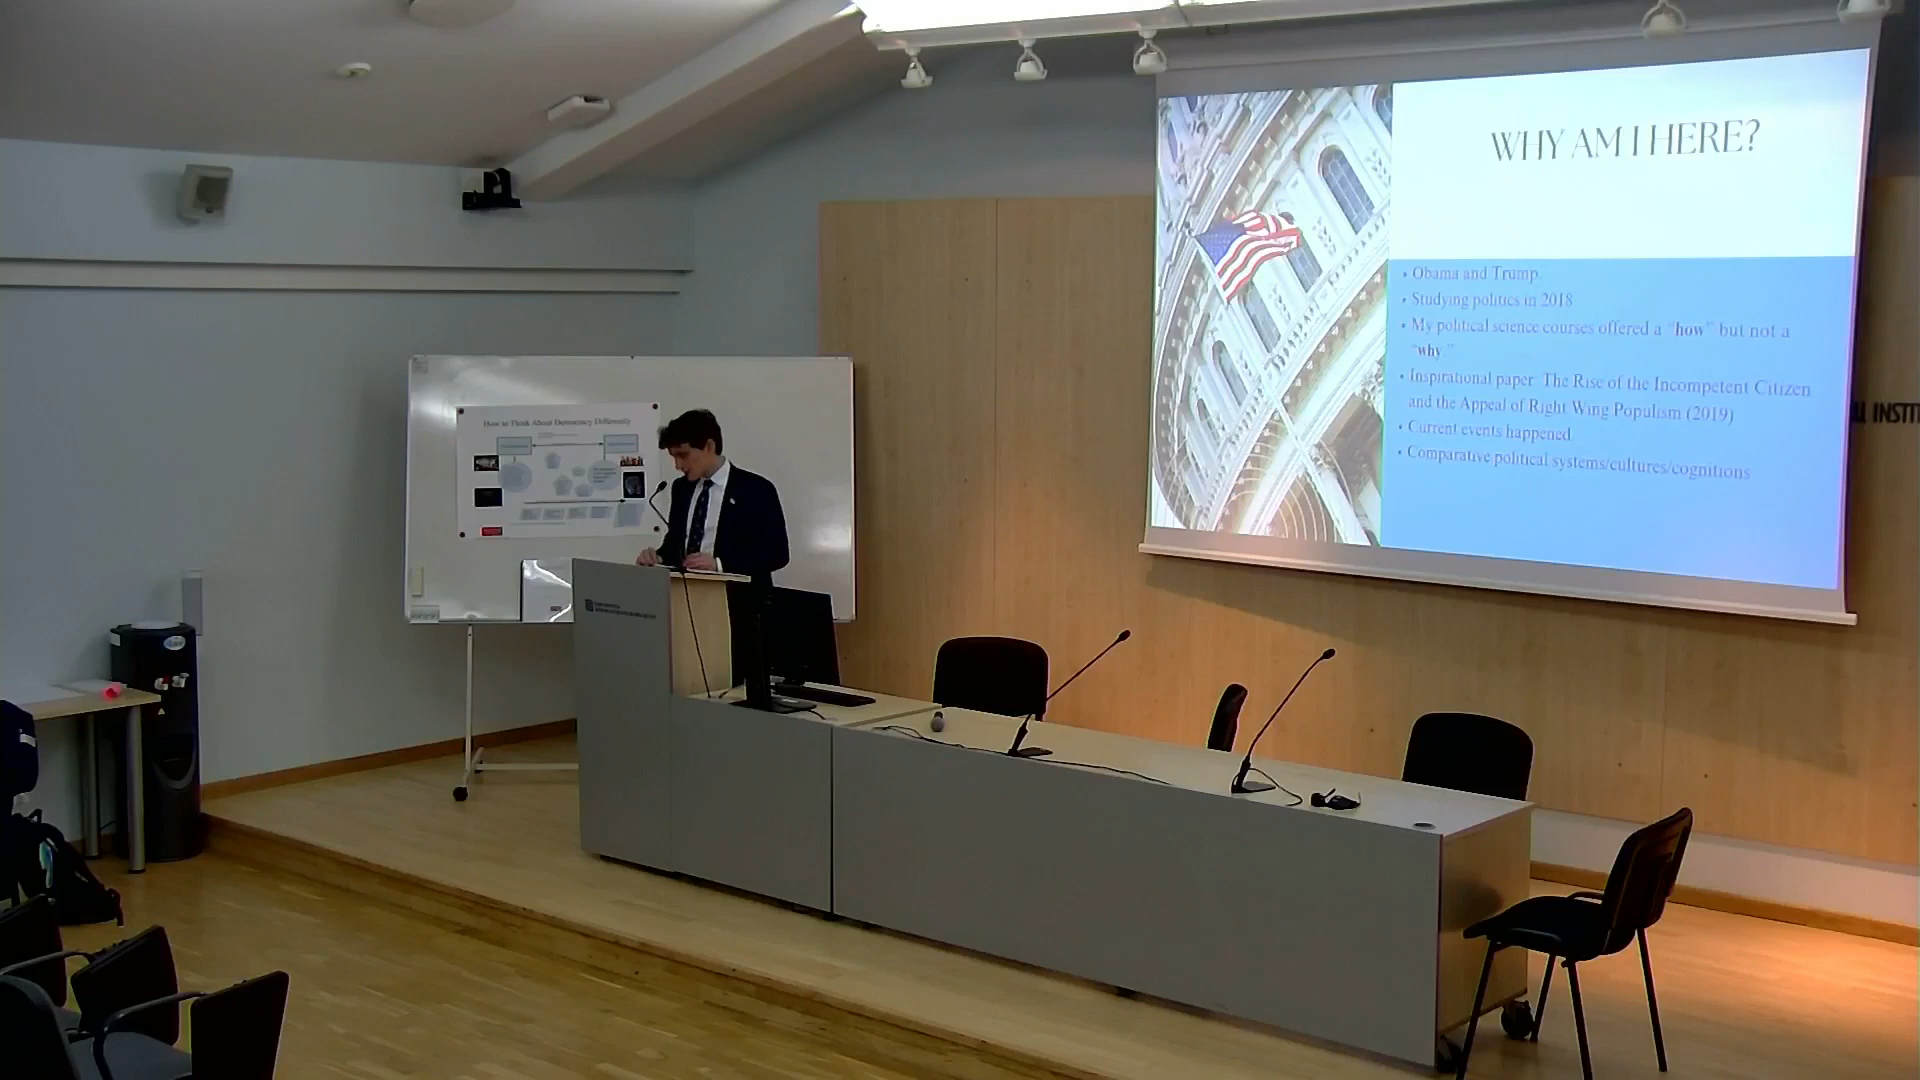 WHY AM I HERE?
• Obama and Trump
• Studying politics in 2018
• My political science courses offered a "how" but not a
"why."
• Inspirational paper: The Rise of the Incompetent Citizen
and the Appeal of Right Wing Populism (2019)
• Current events happened
• Comparative political systems/cultures/cognitions
How to Think About Democracy Differently